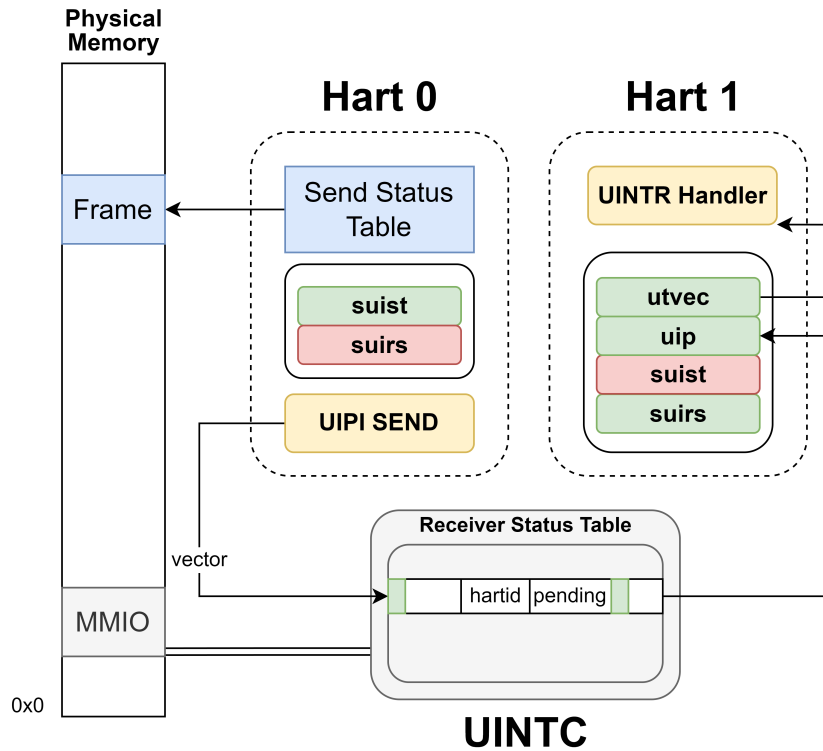 Physical
Memory
Hart 0
Hart 1
Frame
Send Status
Table
UINTR Handler
suist
suirs
utvec
uip
suist
suirs
UIPI SEND
Receiver Status Table
vector
hartid
pending
MMIO
0x0
UINTC